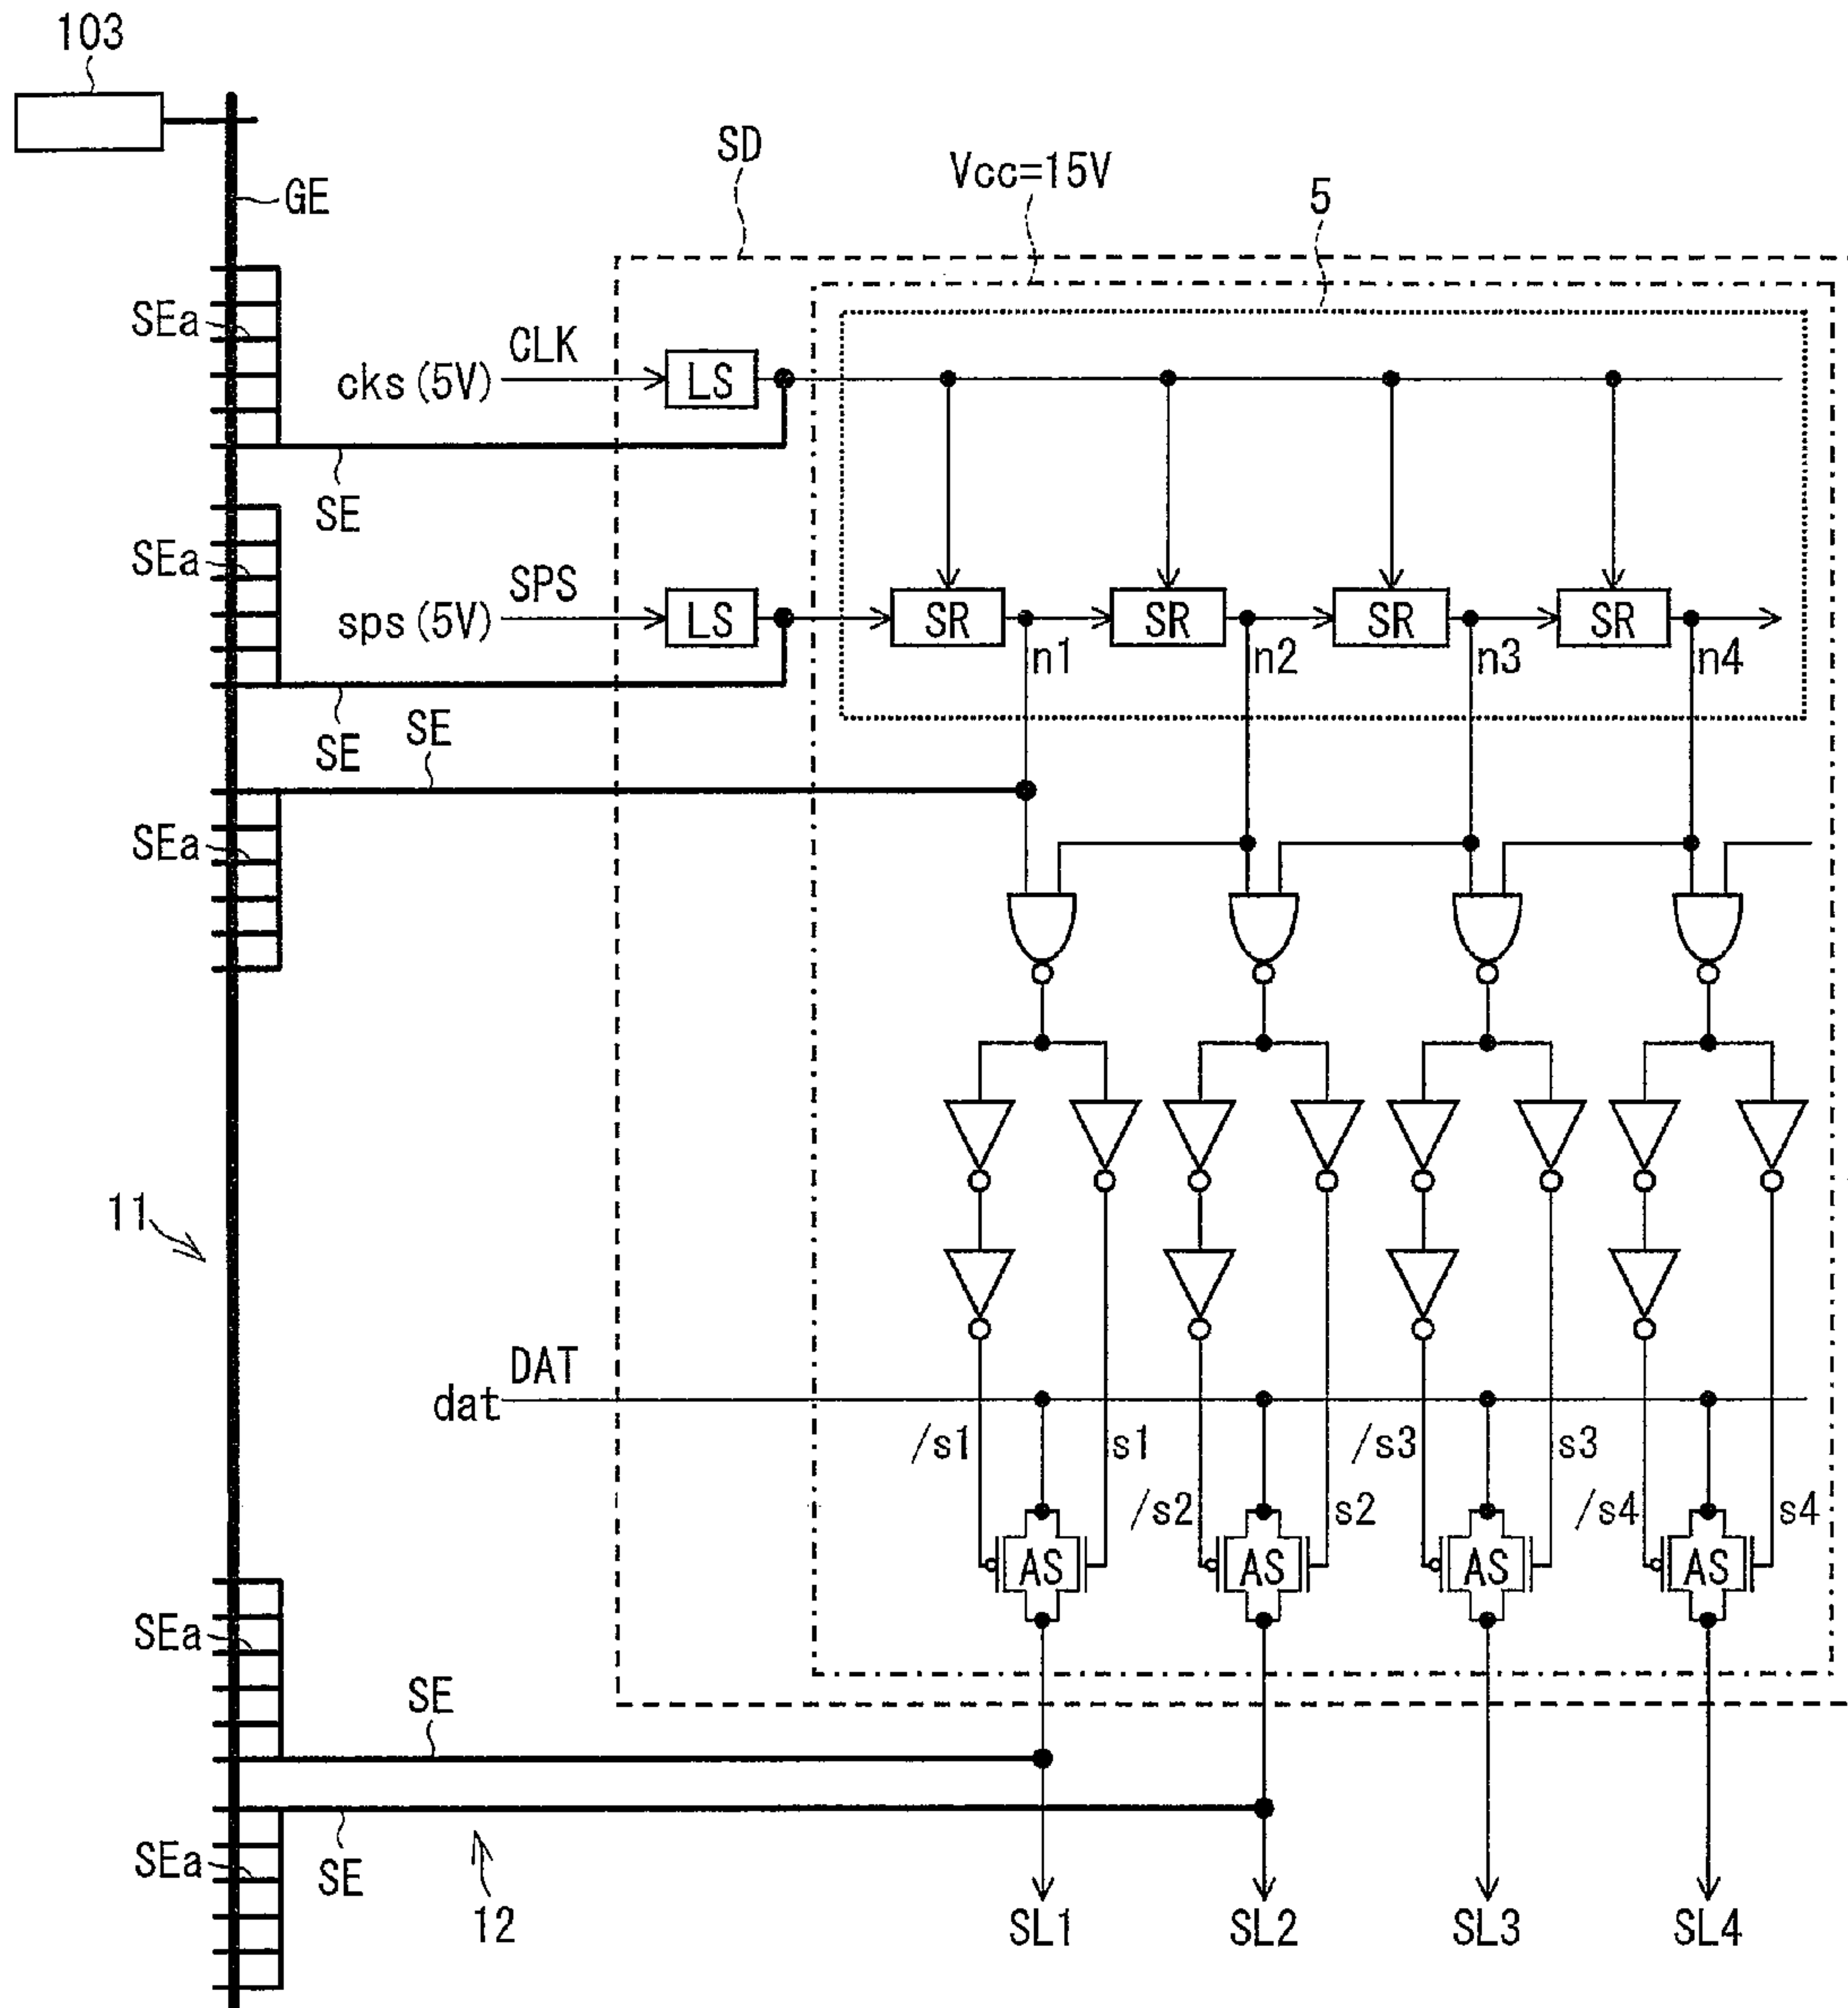 103
SD
Vcc=15V
GE
5
SEa
CLK
cks(5V)
LS
SE
SEa
SPS
sps(5V)
LS
SR
SR
SR
SR
n1
n2
n3
n4
SE
SE
SEa
11
DAT
dat
/s1
s1
/s3
s3
/s2
s2
/s4
s4
AS
AS
AS
AS
SEa
SE
SEa
SE
12
SL1
SL2
SL3
SL4